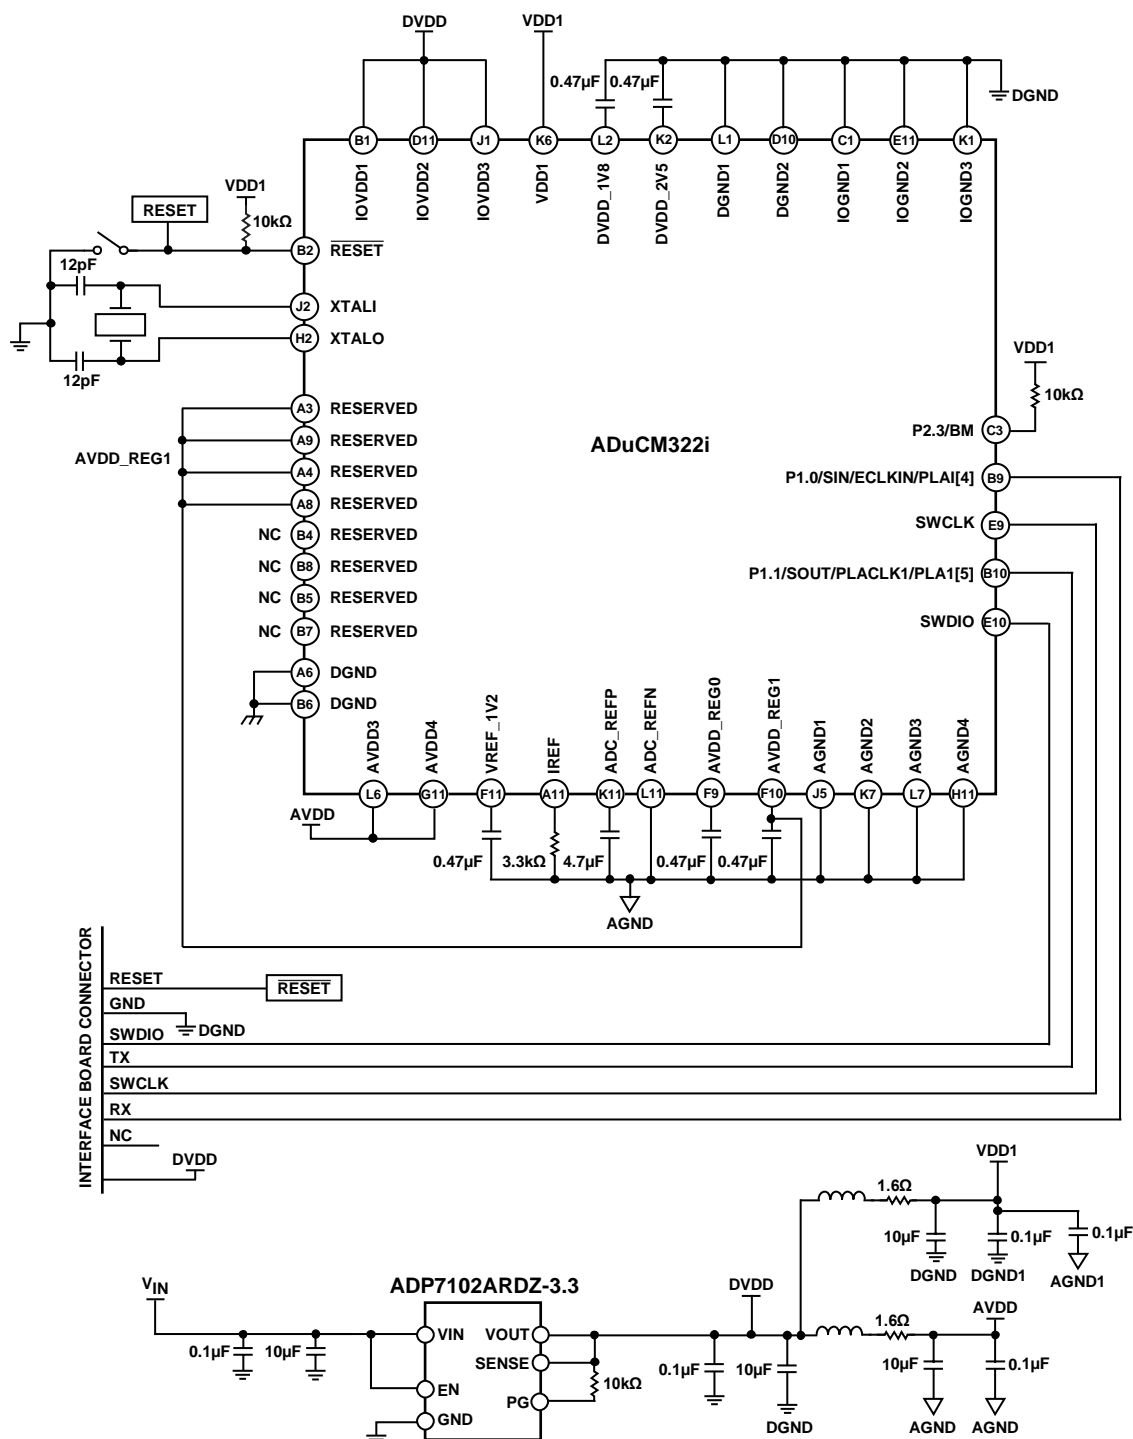 DVDD
VDD1
0.47µF
0.47µF
DGND
B1
D11
J1
K6
L2
K2
L1
D10
C1
E11
K1
IOVDD1
IOVDD2
IOVDD3
VDD1
DVDD_1V8
DVDD_2V5
DGND1
DGND2
IOGND1
IOGND2
IOGND3
VDD1
RESET
10kΩ
B2
RESET
12pF
J2
XTALI
H2
XTALO
12pF
A3
RESERVED
A9
RESERVED
AVDD_REG1
A4
RESERVED
A8
RESERVED
NC
B4
RESERVED
NC
B8
RESERVED
NC
B5
RESERVED
NC
B7
RESERVED
A6
DGND
B6
DGND
ADuCM322i
VDD1
10kΩ
P2.3/BM
C3
P1.0/SIN/ECLKIN/PLAI[4]
B9
SWCLK
E9
P1.1/SOUT/PLACLK1/PLA1[5]
B10
SWDIO
E10
AVDD3
AVDD4
VREF_1V2
IREF
ADC_REFP
ADC_REFN
AVDD_REG0
AVDD_REG1
AGND1
AGND2
AGND3
AGND4
L6
G11
F11
A11
K11
L11
F9
F10
J5
K7
L7
H11
AVDD
0.47µF
3.3kΩ
4.7µF
0.47µF
0.47µF
AGND
INTERFACE BOARD CONNECTOR
RESET
RESET
GND
DGND
SWDIO
TX
SWCLK
RX
NC
DVDD
VDD1
1.6Ω
10µF
0.1µF
0.1µF
DGND
DGND1
AGND1
VIN
ADP7102ARDZ-3.3
DVDD
AVDD
1.6Ω
VIN
VOUT
0.1µF
10µF
SENSE
10kΩ
0.1µF
10µF
10µF
0.1µF
EN
PG
GND
DGND
AGND
AGND